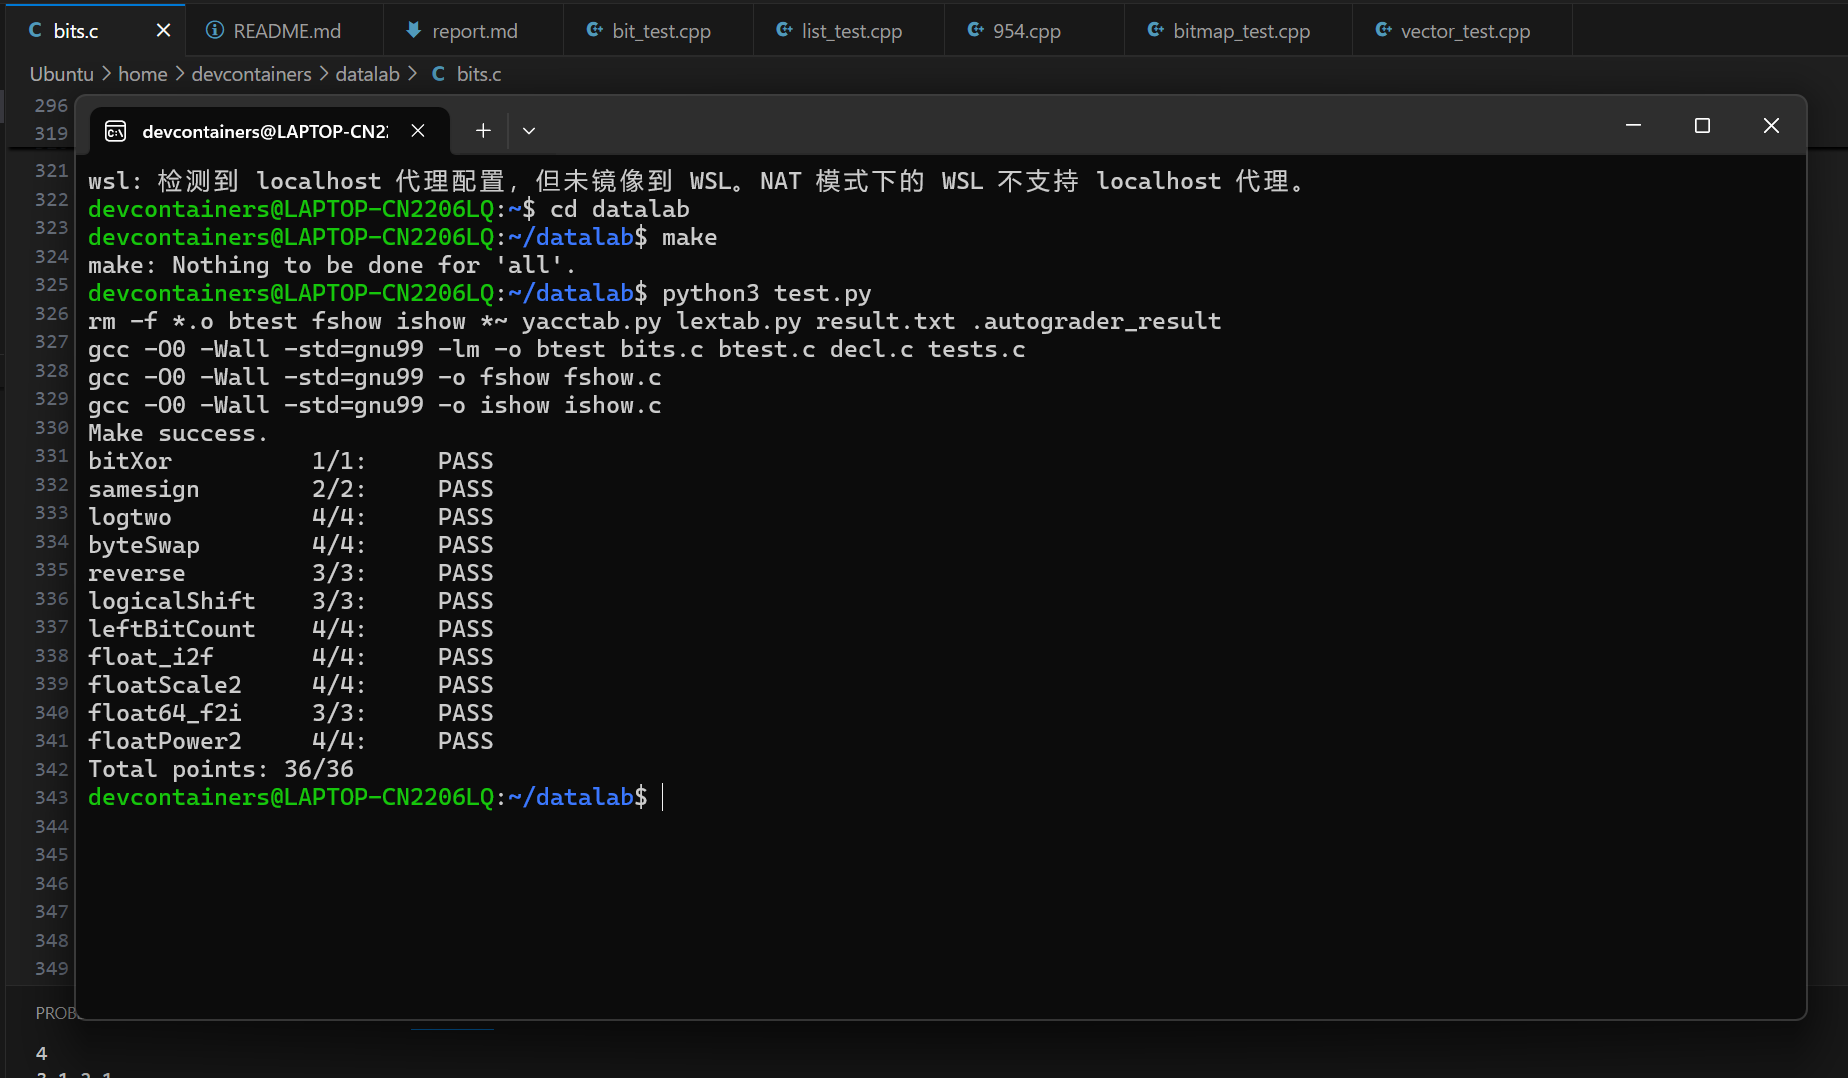 bits.c README.md report.md bit_test.cpp list_test.cpp 954.cpp bitmap_test.cpp vector_test.cpp
Ubuntu > home > devcontainers > datalab > C bits.c
296
319
321
322
323
324
325
326
327
328
329
330
331
332
333
334
335
336
337
338
339
340
341
342
343
344
345
346
347
348
349
devcontainers@LAPTOP-CN22
wsl: 检测到 localhost 代理配置，但未镜像到 WSL。NAT 模式下的 WSL 不支持 localhost 代理。
devcontainers@LAPTOP-CN2206LQ:~$ cd datalab
devcontainers@LAPTOP-CN2206LQ:~/datalab$ make
make: Nothing to be done for 'all'.
devcontainers@LAPTOP-CN2206LQ:~/datalab$ python3 test.py
rm -f *.o btest fshow ishow *~ yacctab.py lextab.py result.txt .autograder_result
gcc -O0 -Wall -std=gnu99 -lm -o btest bits.c btest.c decl.c tests.c
gcc -O0 -Wall -std=gnu99 -o fshow fshow.c
gcc -O0 -Wall -std=gnu99 -o ishow ishow.c
Make success.
bitXor 1/1: PASS
samesign 2/2: PASS
logtwo 4/4: PASS
byteSwap 4/4: PASS
reverse 3/3: PASS
logicalShift 3/3: PASS
leftBitCount 4/4: PASS
float_i2f 4/4: PASS
floatScale2 4/4: PASS
float64_f2i 3/3: PASS
floatPower2 4/4: PASS
Total points: 36/36
devcontainers@LAPTOP-CN2206LQ:~/datalab$
PROB
4